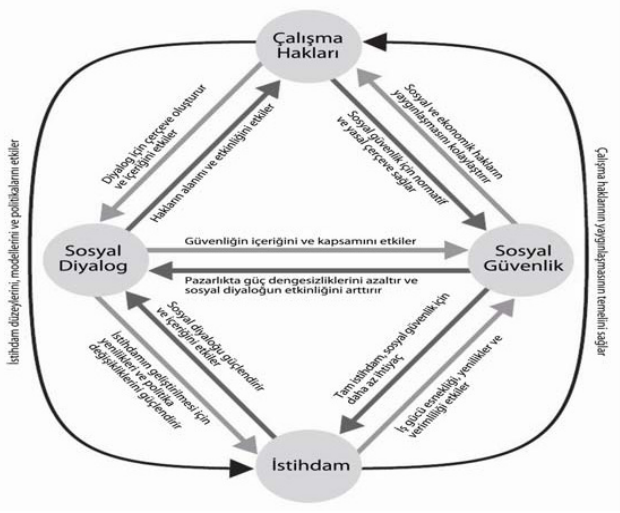 Çalışma
Hakları
Diyalog için çerçeve oluşturur
ve içeriğini etkiler
Hakların alanını ve etkinliğini etkiler
Sosyal güvenlik için normatif
ve yasal çerçeve sağlar
Sosyal ve ekonomik hakların
yaygınlaşmasını kolaylaştırır
İstihdam düzeylerini, modellerini ve politikalarını etkiler
Çalışma haklarının yaygınlaşmasının temelini sağlar
Sosyal
Diyalog
Güvenliğin içeriğini ve kapsamını etkiler
Pazarlıkta güç dengesizliklerini azaltır ve
sosyal diyaloğun etkinliğini arttırır
Sosyal
Güvenlik
İstihdamın geliştirilmesi için
yenilikleri ve politika
değişikliklerini güçlendirir
Sosyal diyaloğu güçlendirir
ve içeriğini etkiler
Tam istihdam, sosyal güvenlik için
daha az ihtiyaç
İş gücü esnekliği, yenilikler ve
verimliliği etkiler
İstihdam